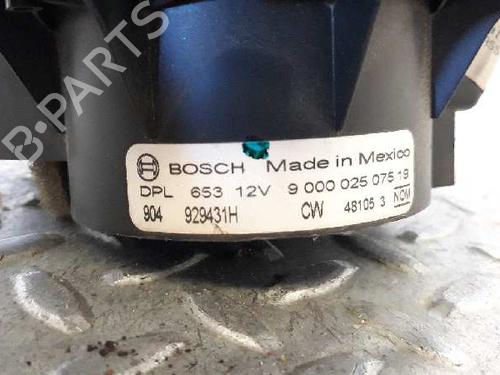 B-PARTS
BOSCH Made in Mexico
DPL 653 12V 9 000 025 075 19
904 929431H CW 48105 3 NOM